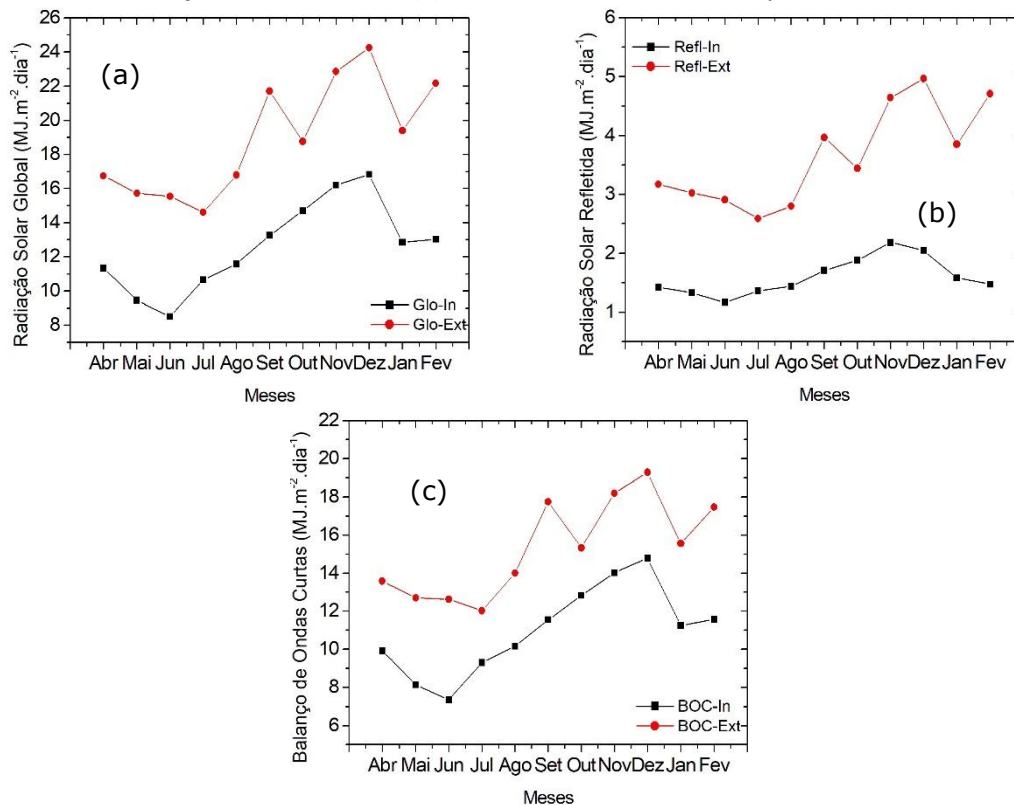 26
24
22
20
18
16
14
12
10
8
Radiação Solar Global (MJ.m⁻².dia⁻¹)
(a)
Glo-In
Glo-Ext
Abr Mai Jun Jul Ago Set Out Nov Dez Jan Fev
Meses
6
5
4
3
2
1
Radiação Solar Refletida (MJ.m⁻².dia⁻¹)
Refl-In
Refl-Ext
(b)
Abr Mai Jun Jul Ago Set Out Nov Dez Jan Fev
Meses
22
20
18
16
14
12
10
8
6
Balanço de Ondas Curtas (MJ.m⁻².dia⁻¹)
(c)
BOC-In
BOC-Ext
Abr Mai Jun Jul Ago Set Out Nov Dez Jan Fev
Meses